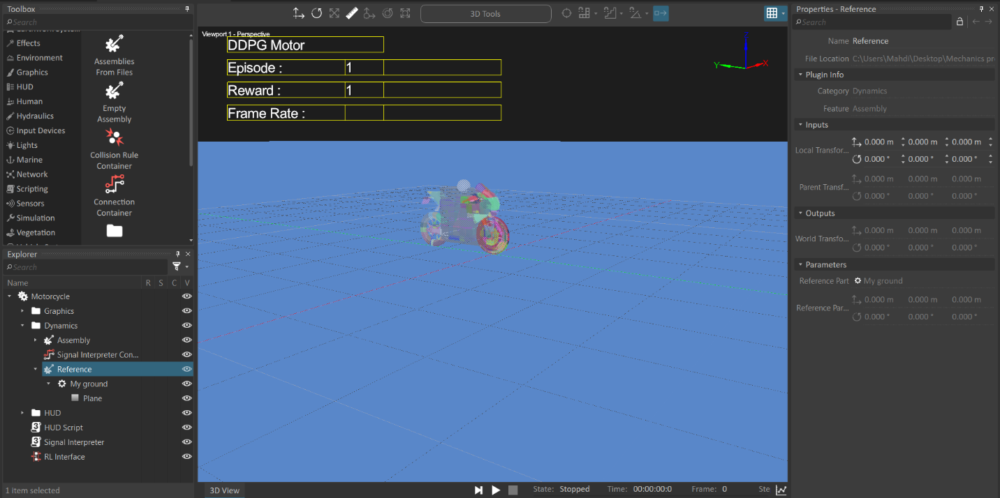 Toolbox
Search
Effects
Environment
Graphics
HUD
Human
Hydraulics
Input Devices
Lights
Marine
Network
Scripting
Sensors
Simulation
Vegetation
Assemblies
From Files
Empty
Assembly
Collision Rule
Container
Connection
Container
Explorer
Search
Name R S C V
Motorcycle
Graphics
Dynamics
Assembly
Signal Interpreter Con...
Reference
My ground
Plane
HUD
HUD Script
Signal Interpreter
RL Interface
1 item selected
3D Tools
Viewport 1 - Perspective
DDPG Motor
Episode : 1
Reward : 1
Frame Rate :
Z
Y X
3D View
State: Stopped Time: 00:00:00:0 Frame: 0 Ste
Properties - Reference
Search
Name Reference
File Location C:\Users\Mahdi\Desktop\Mechanics pr
Plugin Info
Category Dynamics
Feature Assembly
Inputs
Local Transfor...
0.000 m 0.000 m 0.000 m
0.000 ° 0.000 ° 0.000 °
Parent Transf...
0.000 m 0.000 m 0.000 m
0.000 ° 0.000 ° 0.000 °
Outputs
World Transfo...
0.000 m 0.000 m 0.000 m
0.000 ° 0.000 ° 0.000 °
Parameters
Reference Part My ground
Reference Par...
0.000 m 0.000 m 0.000 m
0.000 ° 0.000 ° 0.000 °